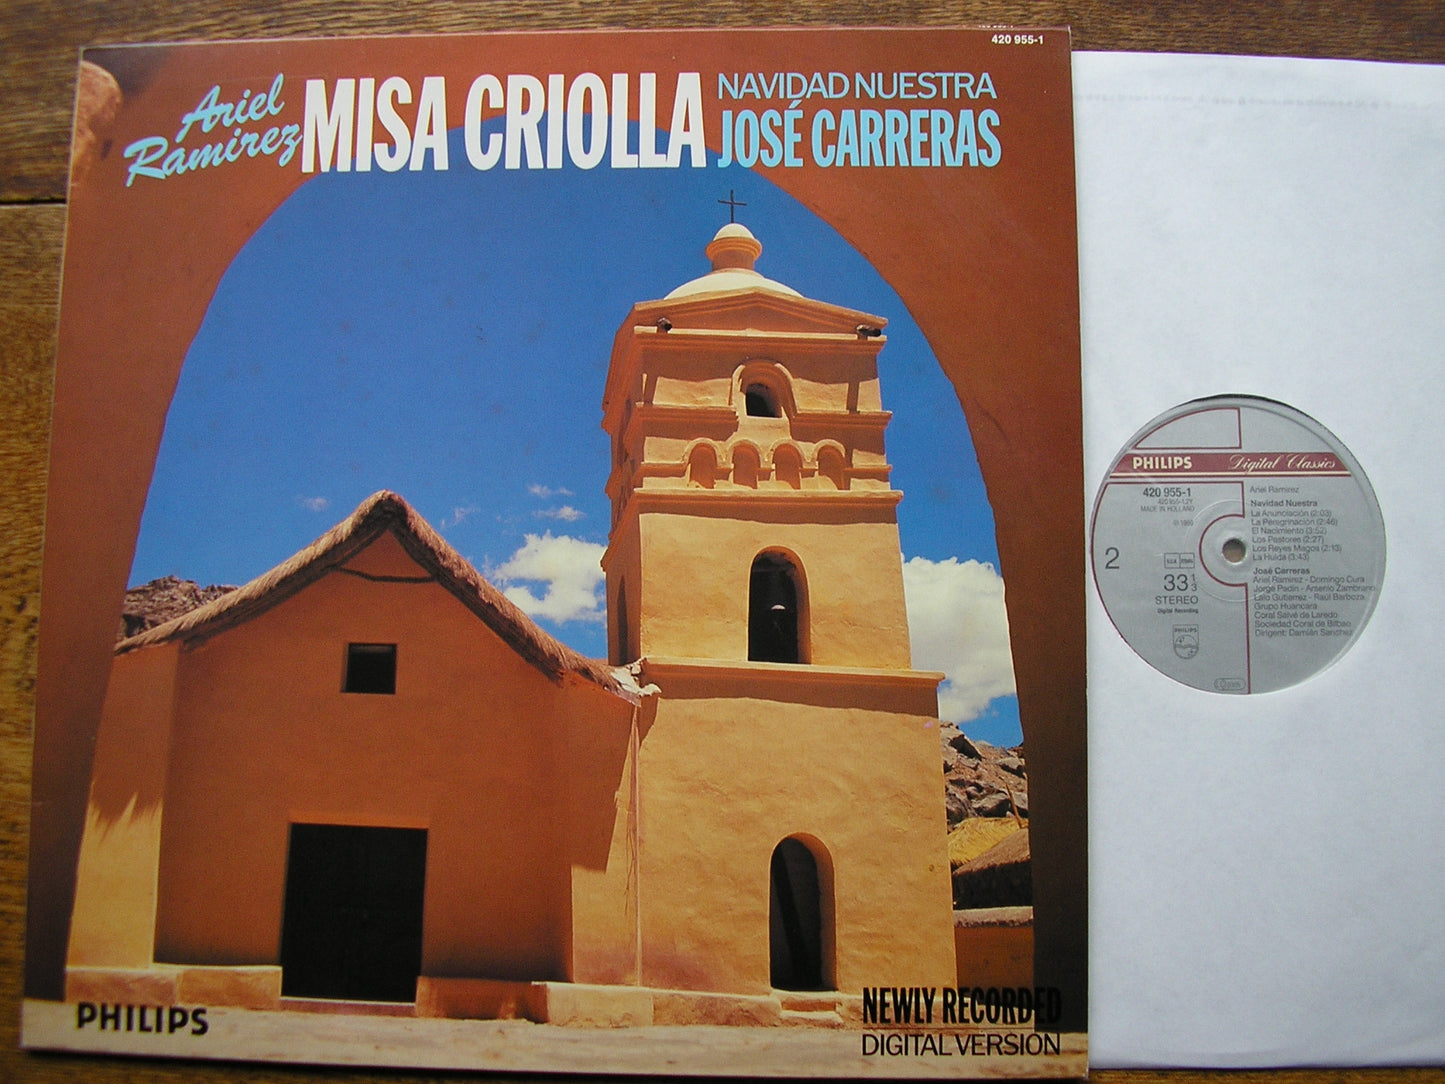 420 955-1
Ariel
Ramirez
MISA CRIOLLA
NAVIDAD NUESTRA
JOSÉ CARRERAS
PHILIPS
NEWLY RECORDED
DIGITAL VERSION
PHILIPS
Digital Classics
420 955-1
MADE IN HOLLAND
2
33 1/3
STEREO
Digital Recording
PHILIPS
Ariel Ramirez
Navidad Nuestra
La Anunciación (2:03)
La Peregrinación (2:46)
El Nacimiento (3:52)
Los Pastores (2:27)
Los Reyes Magos (2:13)
La Huida (3:43)
José Carreras
Ariel Ramirez - Domingo Cura
Jorge Padín - Arsenio Zambrano
Lalo Gutierrez - Raúl Barboza
Grupo Huancara
Coral Salvé de Laredo
Sociedad Coral de Bilbao
Dirigent: Damián Sanchez